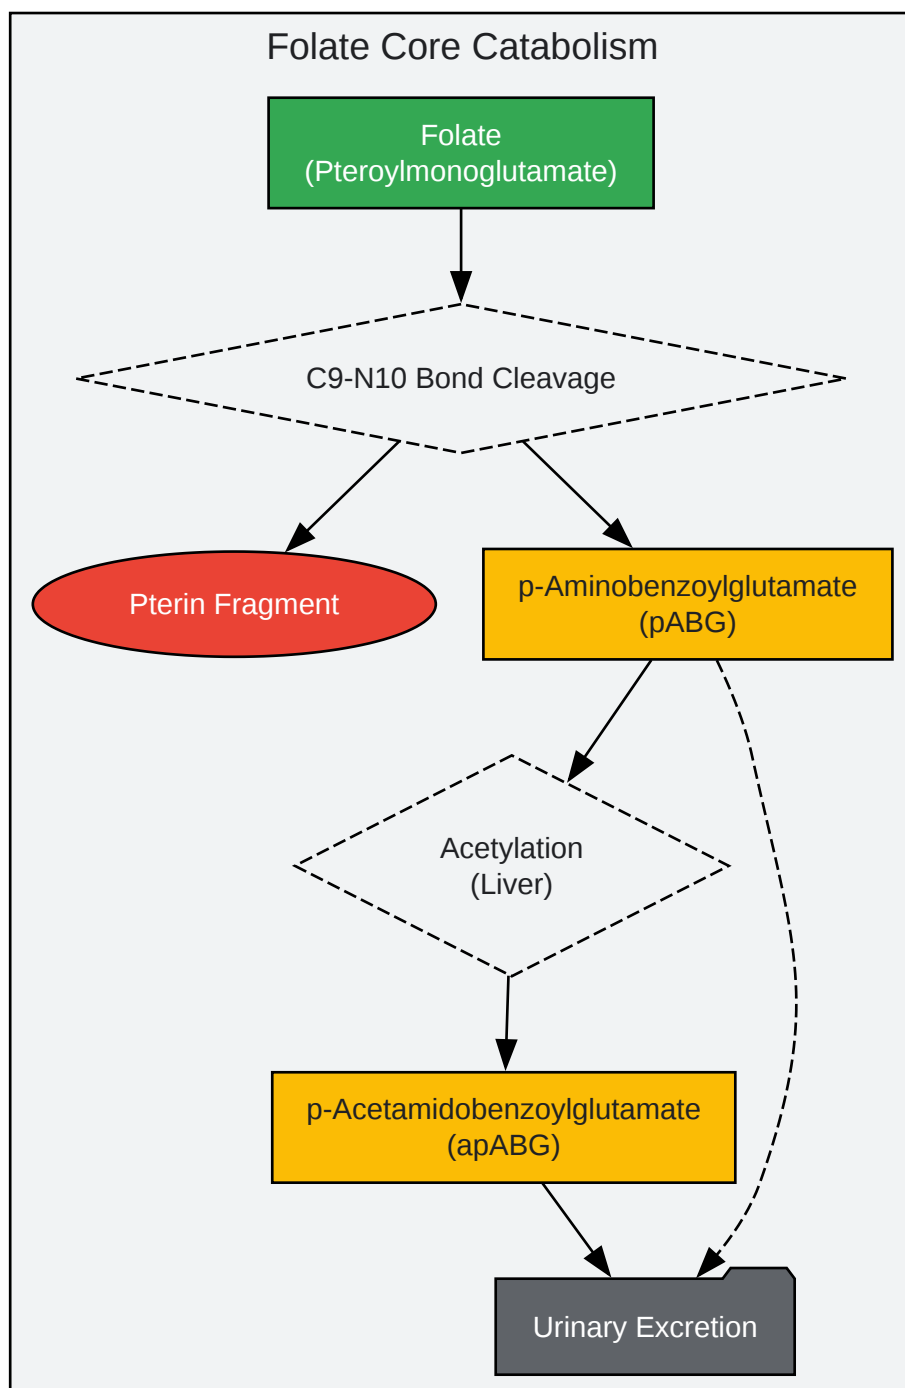 Folate Core Catabolism
Folate
(Pteroylmonoglutamate)
C9-N10 Bond Cleavage
Pterin Fragment
p-Aminobenzoylglutamate
(pABG)
Acetylation
(Liver)
p-Acetamidobenzoylglutamate
(apABG)
Urinary Excretion